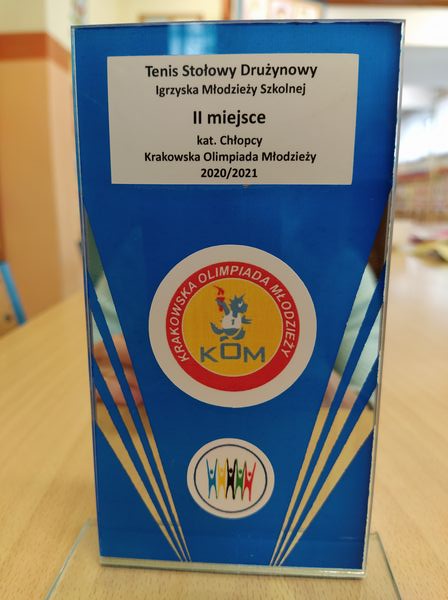 Tenis Stołowy Drużynowy
Igrzyska Młodzieży Szkolnej
II miejsce
kat. Chłopcy
Krakowska Olimpiada Młodzieży
2020/2021
KRAKOWSKA OLIMPIADA MŁODZIEŻY
1
KOM